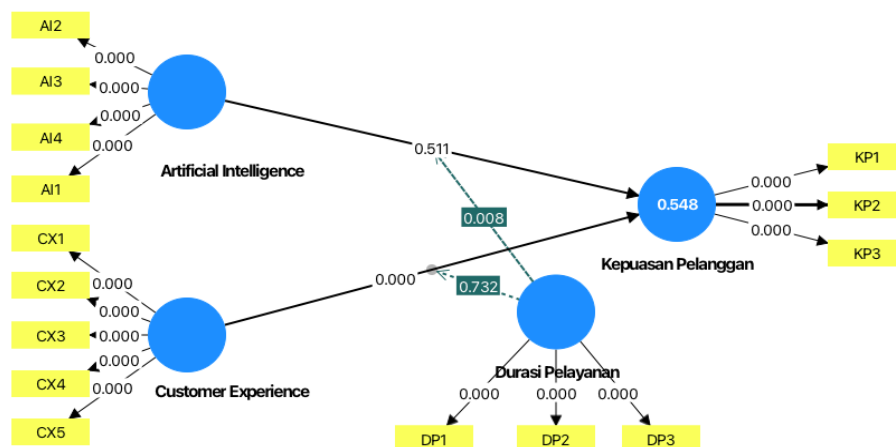 AI2
0.000
AI3
0.000
0.000
AI4
0.000
AI1
Artificial Intelligence
0.511
KP1
0.000
0.548
0.000
KP2
0.000
KP3
Kepuasan Pelanggan
0.008
CX1
CX2
0.000
0.000
CX3
0.000
0.000
CX4
0.000
CX5
Customer Experience
0.000
0.732
Durasi Pelayanan
0.000
0.000
0.000
DP1
DP2
DP3